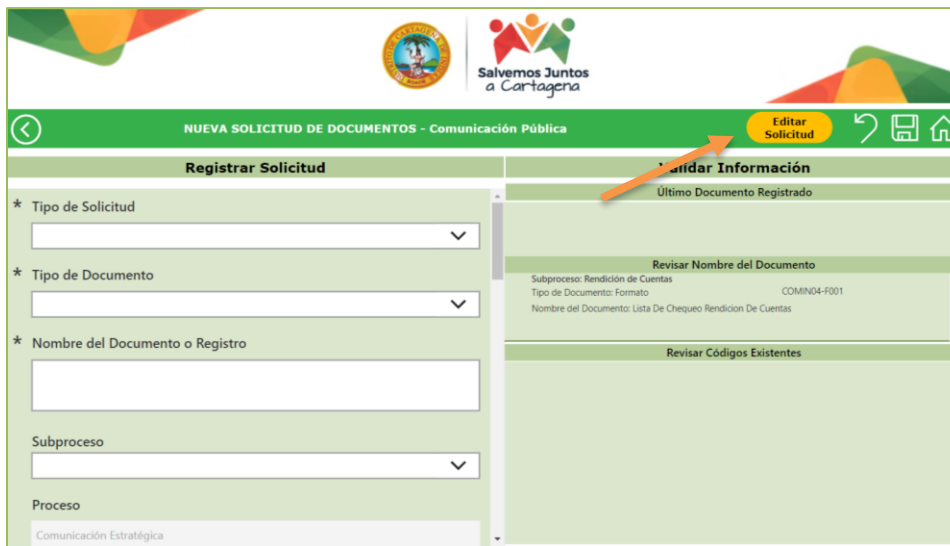 Salvemos Juntos
a Cartagena
NUEVA SOLICITUD DE DOCUMENTOS - Comunicación Pública
Editar
Solicitud
Registrar Solicitud
* Tipo de Solicitud
* Tipo de Documento
* Nombre del Documento o Registro
Subproceso
Proceso
Comunicación Estratégica
Validar Información
Último Documento Registrado
Revisar Nombre del Documento
Subproceso: Rendición de Cuentas
Tipo de Documento: Formato COMIN04-F001
Nombre del Documento: Lista De Chequeo Rendicion De Cuentas
Revisar Códigos Existentes